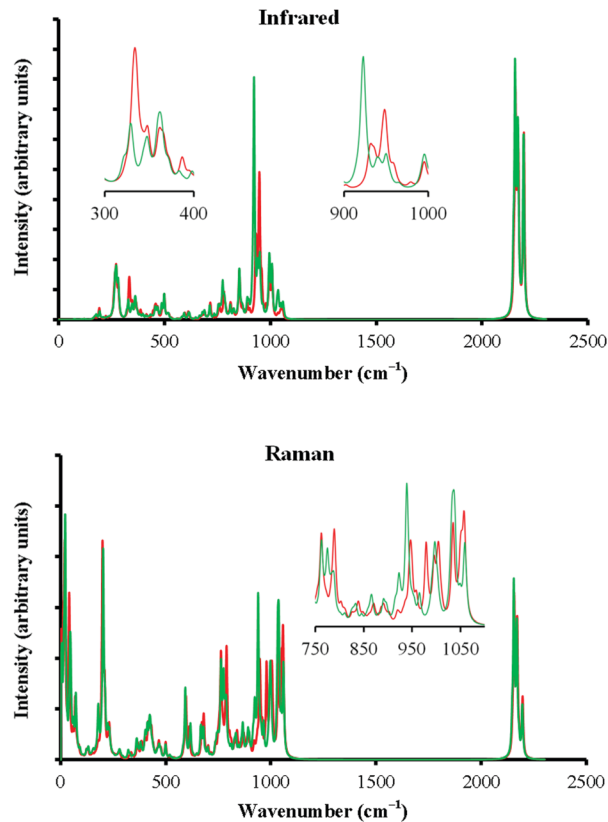 Infrared
Intensity (arbitrary units)
300 400
900 1000
0 500 1000 1500 2000 2500
Wavenumber (cm⁻¹)
Raman
Intensity (arbitrary units)
750 850 950 1050
0 500 1000 1500 2000 2500
Wavenumber (cm⁻¹)